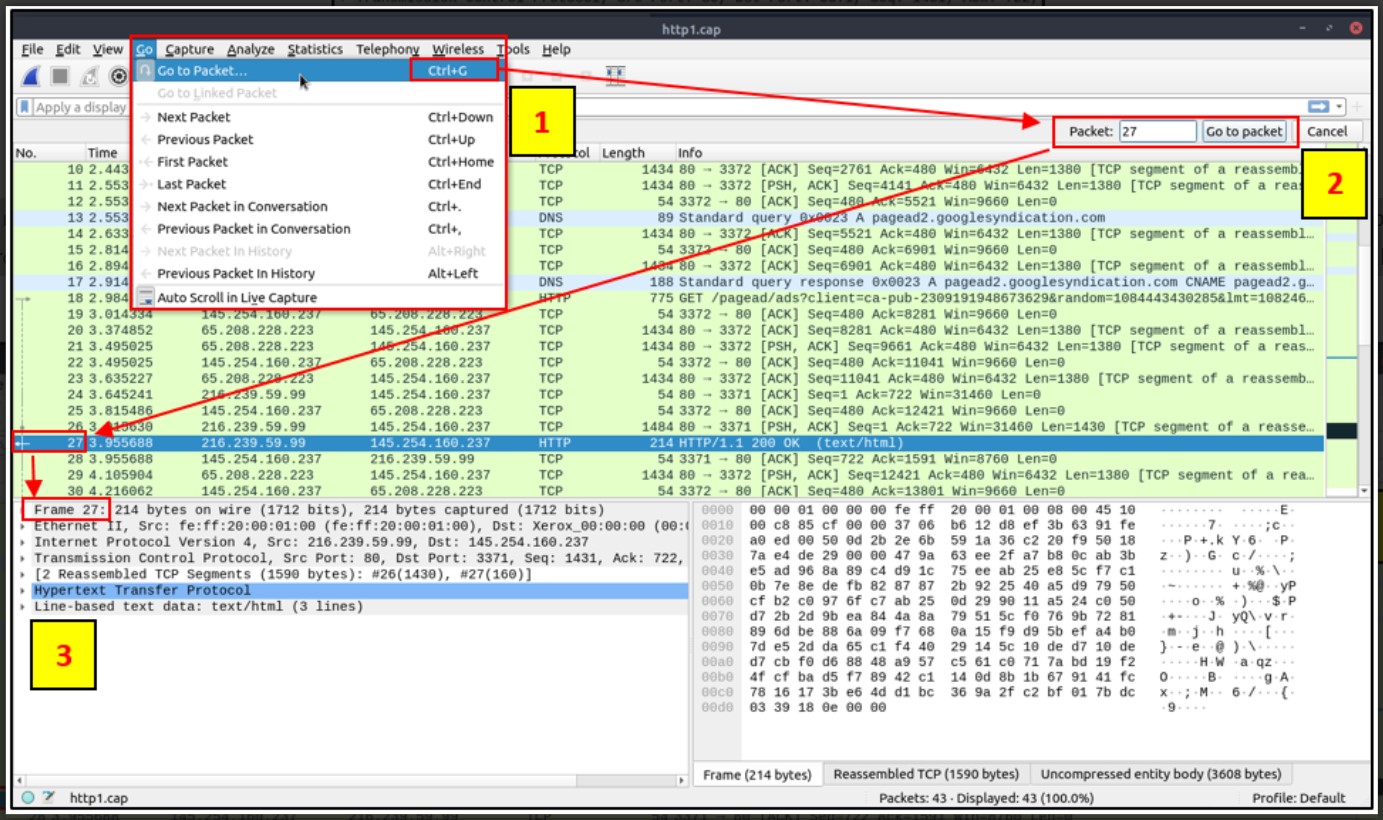 http1.cap
File Edit View Go Capture Analyze Statistics Telephony Wireless Tools Help
Go to Packet... Ctrl+G
Go to Linked Packet
Next Packet Ctrl+Down
Previous Packet Ctrl+Up
First Packet Ctrl+Home
Last Packet Ctrl+End
Next Packet in Conversation Ctrl+.
Previous Packet in Conversation Ctrl+,
Next Packet In History Alt+Right
Previous Packet In History Alt+Left
Auto Scroll in Live Capture
Apply a display
1
Packet: 27 Go to packet Cancel
2
No. Time Length Info
10 2.443 TCP 1434 80 → 3372 [ACK] Seq=2761 Ack=480 Win=6432 Len=1380 [TCP segment of a reassembl…
11 2.553 TCP 1434 80 → 3372 [PSH, ACK] Seq=4141 Ack=480 Win=6432 Len=1380 [TCP segment of a reas
12 2.553 TCP 54 3372 → 80 [ACK] Seq=480 Ack=5521 Win=9660 Len=0
13 2.553 DNS 89 Standard query 0x0023 A pagead2.googlesyndication.com
14 2.633 TCP 1434 80 → 3372 [ACK] Seq=5521 Ack=480 Win=6432 Len=1380 [TCP segment of a reassembl…
15 2.814 TCP 54 3372 → 80 [ACK] Seq=480 Ack=6901 Win=9660 Len=0
16 2.894 TCP 1434 80 → 3372 [ACK] Seq=6901 Ack=480 Win=6432 Len=1380 [TCP segment of a reassembl…
17 2.914 DNS 188 Standard query response 0x0023 A pagead2.googlesyndication.com CNAME pagead2.g…
18 2.984 HTTP 775 GET /pagead/ads?client=ca-pub-2309191948673629&random=1084443430285&lmt=108246…
19 3.014334 145.254.160.237 65.208.228.223 TCP 54 3372 → 80 [ACK] Seq=480 Ack=8281 Win=9660 Len=0
20 3.374852 65.208.228.223 145.254.160.237 TCP 1434 80 → 3372 [ACK] Seq=8281 Ack=480 Win=6432 Len=1380 [TCP segment of a reassembl…
21 3.495025 65.208.228.223 145.254.160.237 TCP 1434 80 → 3372 [PSH, ACK] Seq=9661 Ack=480 Win=6432 Len=1380 [TCP segment of a reas…
22 3.495025 145.254.160.237 65.208.228.223 TCP 54 3372 → 80 [ACK] Seq=480 Ack=11041 Win=9660 Len=0
23 3.635227 65.208.228.223 145.254.160.237 TCP 1434 80 → 3372 [ACK] Seq=11041 Ack=480 Win=6432 Len=1380 [TCP segment of a reassemb…
24 3.645241 216.239.59.99 145.254.160.237 TCP 54 80 → 3371 [ACK] Seq=1 Ack=722 Win=31460 Len=0
25 3.815486 145.254.160.237 65.208.228.223 TCP 54 3372 → 80 [ACK] Seq=480 Ack=12421 Win=9660 Len=0
26 216.239.59.99 145.254.160.237 TCP 1484 80 → 3371 [PSH, ACK] Seq=1 Ack=722 Win=31460 Len=1430 [TCP segment of a reass…
27 3.955688 216.239.59.99 145.254.160.237 HTTP 214 HTTP/1.1 200 OK (text/html)
28 3.955688 145.254.160.237 216.239.59.99 TCP 54 3371 → 80 [ACK] Seq=722 Ack=1591 Win=8760 Len=0
29 4.105904 65.208.228.223 145.254.160.237 TCP 1434 80 → 3372 [PSH, ACK] Seq=12421 Ack=480 Win=6432 Len=1380 [TCP segment of a rea…
30 4.216062 145.254.160.237 65.208.228.223 TCP 54 3372 → 80 [ACK] Seq=480 Ack=13801 Win=9660 Len=0
Frame 27: 214 bytes on wire (1712 bits), 214 bytes captured (1712 bits)
Ethernet II, Src: fe:ff:20:00:01:00 (fe:ff:20:00:01:00), Dst: Xerox_00:00:00 (00:0
Internet Protocol Version 4, Src: 216.239.59.99, Dst: 145.254.160.237
Transmission Control Protocol, Src Port: 80, Dst Port: 3371, Seq: 1431, Ack: 722,
[2 Reassembled TCP Segments (1590 bytes): #26(1430), #27(160)]
Hypertext Transfer Protocol
Line-based text data: text/html (3 lines)
3
0000 00 00 01 00 00 00 fe ff 20 00 01 00 08 00 45 10
0010 00 c8 85 cf 00 00 37 06 b6 12 d8 ef 3b 63 91 fe
0020 a0 ed 00 50 0d 2b 2e 6b 59 1a 36 c2 20 f9 50 18
0030 7a e4 de 29 00 00 47 9a 63 ee 2f a7 b8 0c ab 3b
0040 e5 ad 96 8a 89 c4 d9 1c 75 ee ab 25 e8 5c f7 c1
0050 0b 7e 8e de fb 82 87 87 2b 92 25 40 a5 d9 79 50
0060 cf b2 c0 97 6f c7 ab 25 0d 29 90 11 a5 24 c0 50
0070 d7 2b 2d 9b ea 84 4a 8a 79 51 5c f0 76 9b 72 81
0080 89 6d be 88 6a 09 f7 68 0a 15 f9 d9 5b ef a4 b0
0090 7d e5 2d da 65 c1 f4 40 29 14 5c 10 de d7 10 de
00a0 d7 cb f0 d6 88 48 a9 57 c5 61 c0 71 7a bd 19 f2
00b0 4f cf ba d5 f7 89 42 c1 14 0d 8b 1b 67 91 41 fc
00c0 78 16 17 3b e6 4d d1 bc 36 9a 2f c2 bf 01 7b dc
00d0 03 39 18 0e 00 00
Frame (214 bytes) Reassembled TCP (1590 bytes) Uncompressed entity body (3608 bytes)
http1.cap Packets: 43 · Displayed: 43 (100.0%) Profile: Default